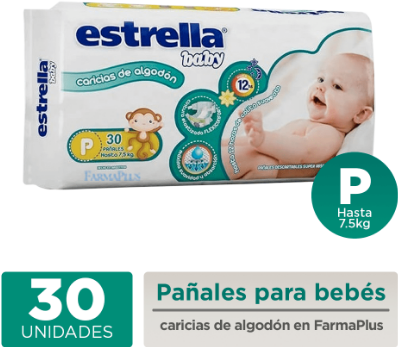 estrella
baby
caricias de algodón
12
P
30
PAÑALES
Hasta 7.5 kg
FARMAPLUS
P
Hasta
7.5kg
30
UNIDADES
Pañales para bebés
caricias de algodón en FarmaPlus